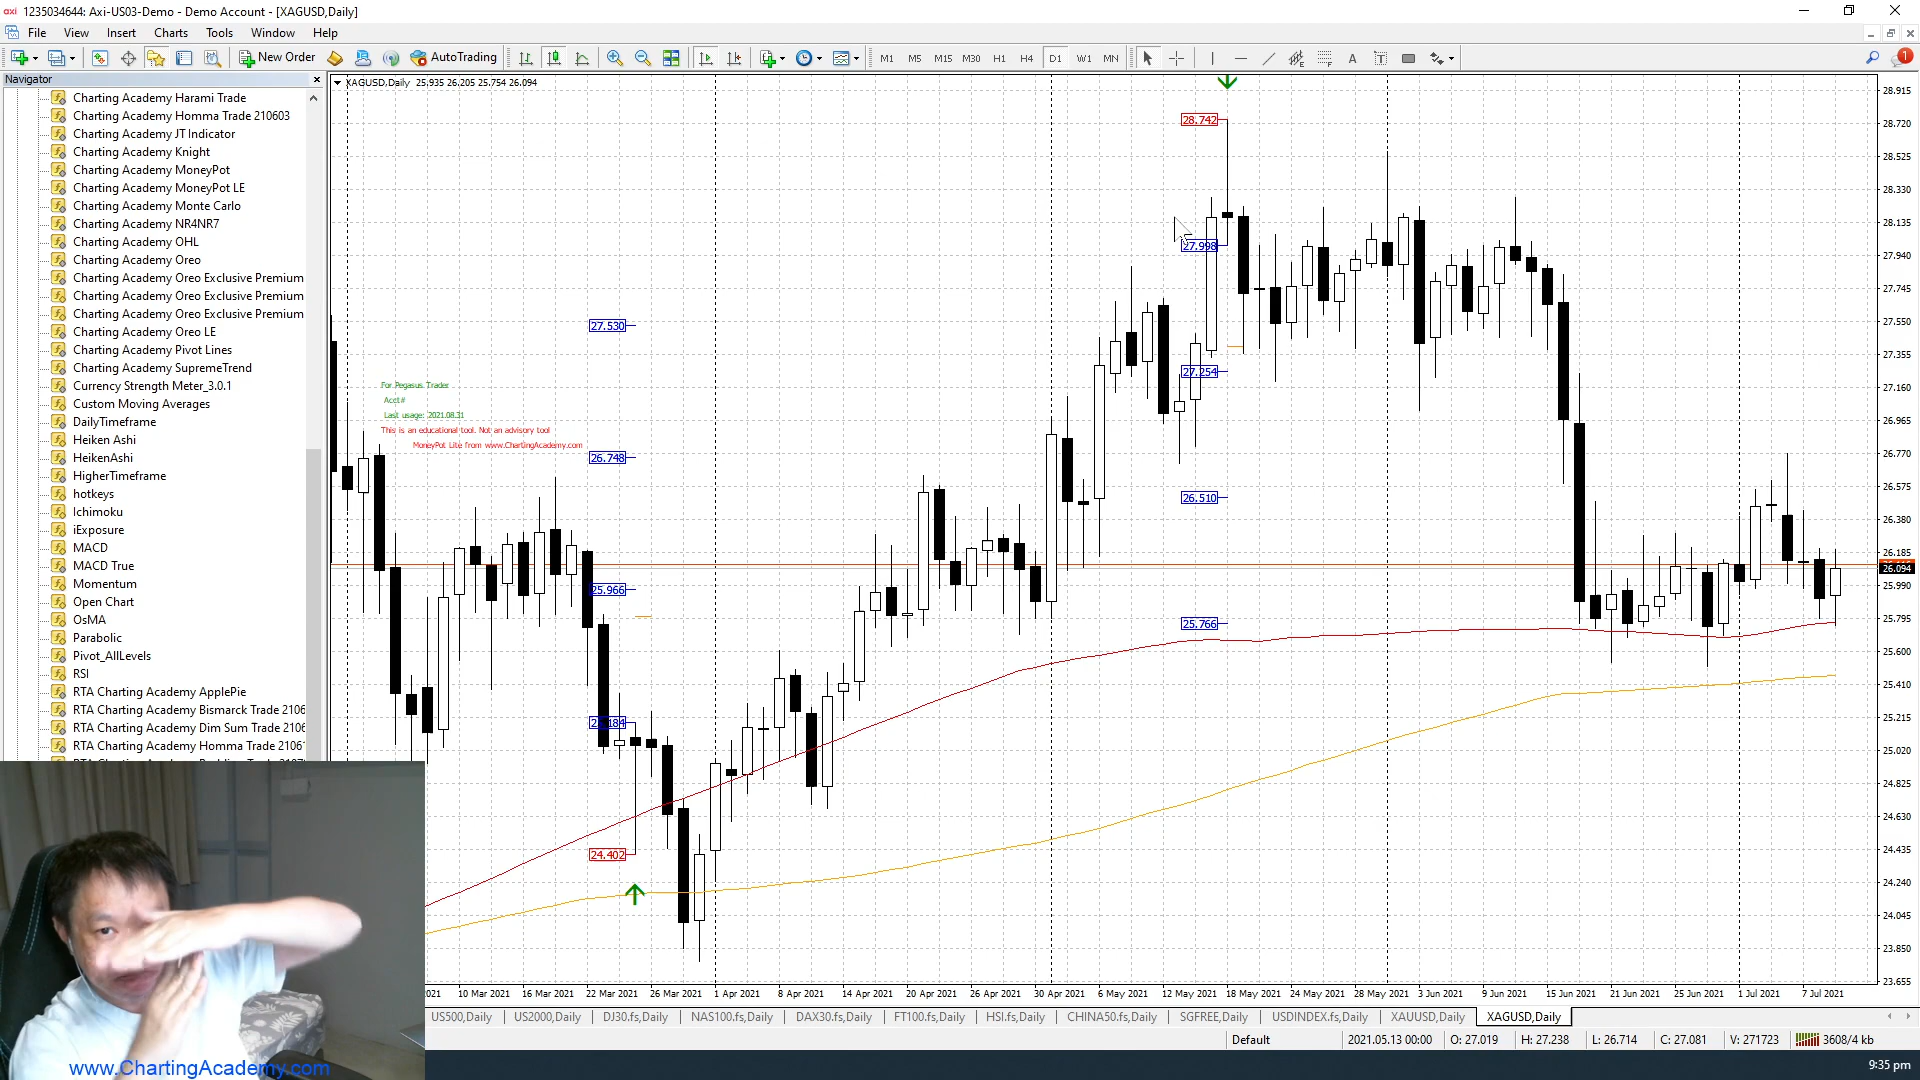 axi 1235034644: Axi-US03-Demo - Demo Account - [XAGUSD,Daily]
File View Insert Charts Tools Window Help
New Order AutoTrading M1 M5 M15 M30 H1 H4 D1 W1 MN A T 1
Navigator
XAGUSD,Daily 25.935 26.205 25.754 26.094
Charting Academy Harami Trade
Charting Academy Homma Trade 210603
Charting Academy JT Indicator
Charting Academy Knight
Charting Academy MoneyPot
Charting Academy MoneyPot LE
Charting Academy Monte Carlo
Charting Academy NR4NR7
Charting Academy OHL
Charting Academy Oreo
Charting Academy Oreo Exclusive Premium
Charting Academy Oreo Exclusive Premium
Charting Academy Oreo Exclusive Premium
Charting Academy Oreo LE
Charting Academy Pivot Lines
Charting Academy SupremeTrend
Currency Strength Meter_3.0.1
Custom Moving Averages
DailyTimeframe
Heiken Ashi
HeikenAshi
HigherTimeframe
hotkeys
Ichimoku
iExposure
MACD
MACD True
Momentum
Open Chart
OsMA
Parabolic
Pivot_AllLevels
RSI
RTA Charting Academy ApplePie
RTA Charting Academy Bismarck Trade 2106
RTA Charting Academy Dim Sum Trade 2106
RTA Charting Academy Homma Trade 2106
For Pegasus Trader
Acct#
Last usage: 2021.08.31
This is an educational tool. Not an advisory tool
MoneyPot Lite from www.ChartingAcademy.com
27.530
26.748
25.966
24.402
28.742
27.998
27.254
26.510
25.766
28.915
28.720
28.525
28.330
28.135
27.940
27.745
27.550
27.355
27.160
26.965
26.770
26.575
26.380
26.185
26.094
25.990
25.795
25.600
25.410
25.215
25.020
24.825
24.630
24.435
24.240
24.045
23.850
23.655
2021 10 Mar 2021 16 Mar 2021 22 Mar 2021 26 Mar 2021 1 Apr 2021 8 Apr 2021 14 Apr 2021 20 Apr 2021 26 Apr 2021 30 Apr 2021 6 May 2021 12 May 2021 18 May 2021 24 May 2021 28 May 2021 3 Jun 2021 9 Jun 2021 15 Jun 2021 21 Jun 2021 25 Jun 2021 1 Jul 2021 7 Jul 2021
US500,Daily US2000,Daily DJ30.fs,Daily NAS100.fs,Daily DAX30.fs,Daily FT100.fs,Daily HSI.fs,Daily CHINA50.fs,Daily SGFREE,Daily USDINDEX.fs,Daily XAUUSD,Daily XAGUSD,Daily
Default 2021.05.13 00:00 O: 27.019 H: 27.238 L: 26.714 C: 27.081 V: 271723 3608/4 kb
www.ChartingAcademy.com
9:35 pm